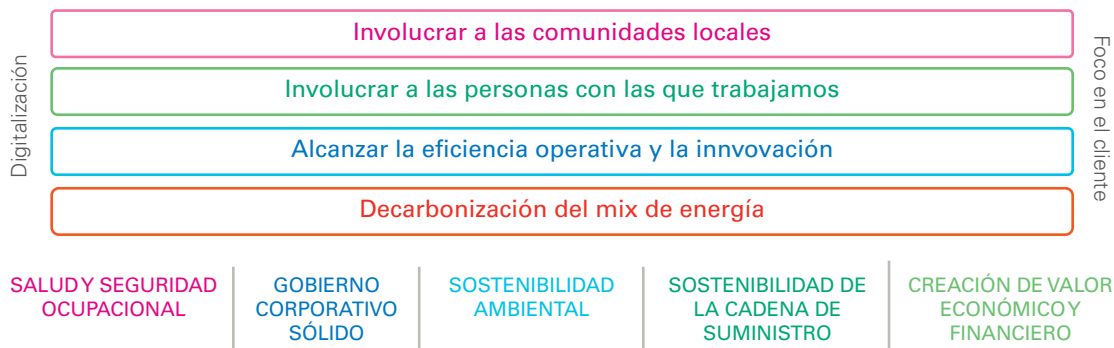 Involucrar a las comunidades locales
Digitalización
Foco en el cliente
Involucrar a las personas con las que trabajamos
Alcanzar la eficiencia operativa y la innvovación
Decarbonización del mix de energía
SALUD Y SEGURIDAD
OCUPACIONAL
GOBIERNO
CORPORATIVO
SÓLIDO
SOSTENIBILIDAD
AMBIENTAL
SOSTENIBILIDAD DE
LA CADENA DE
SUMINISTRO
CREACIÓN DE VALOR
ECONÓMICO Y
FINANCIERO